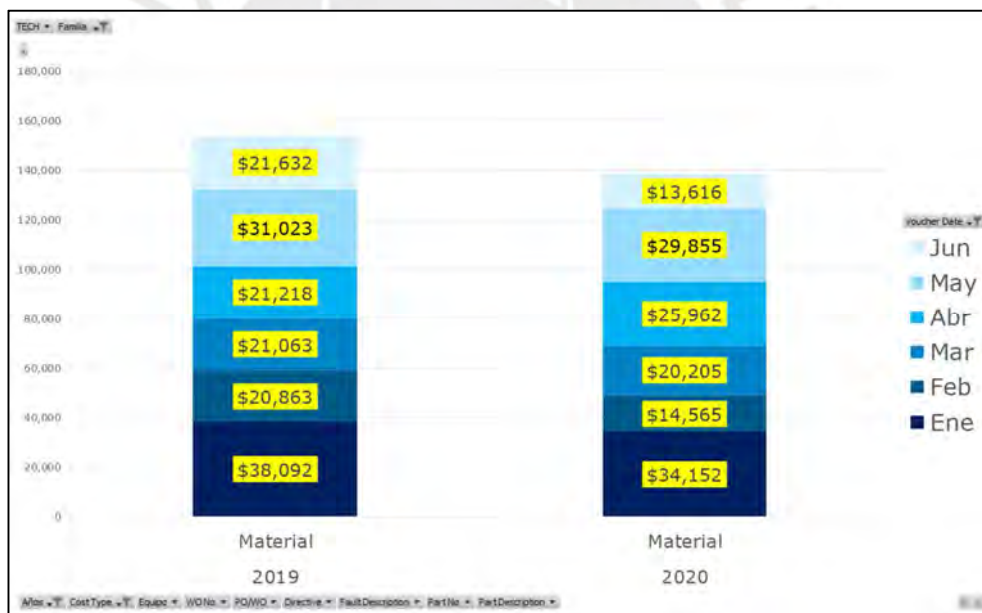 TECH Familia
180,000
160,000
140,000
120,000
100,000
80,000
60,000
40,000
20,000
0
$21,632
$31,023
$21,218
$21,063
$20,863
$38,092
$13,616
$29,855
$25,962
$20,205
$14,565
$34,152
Material
Material
2019
2020
Voucher Date
Jun
May
Abr
Mar
Feb
Ene
Años CostType Equipo WONo PO/WO Directive FaultDescription PartNo PartDescription